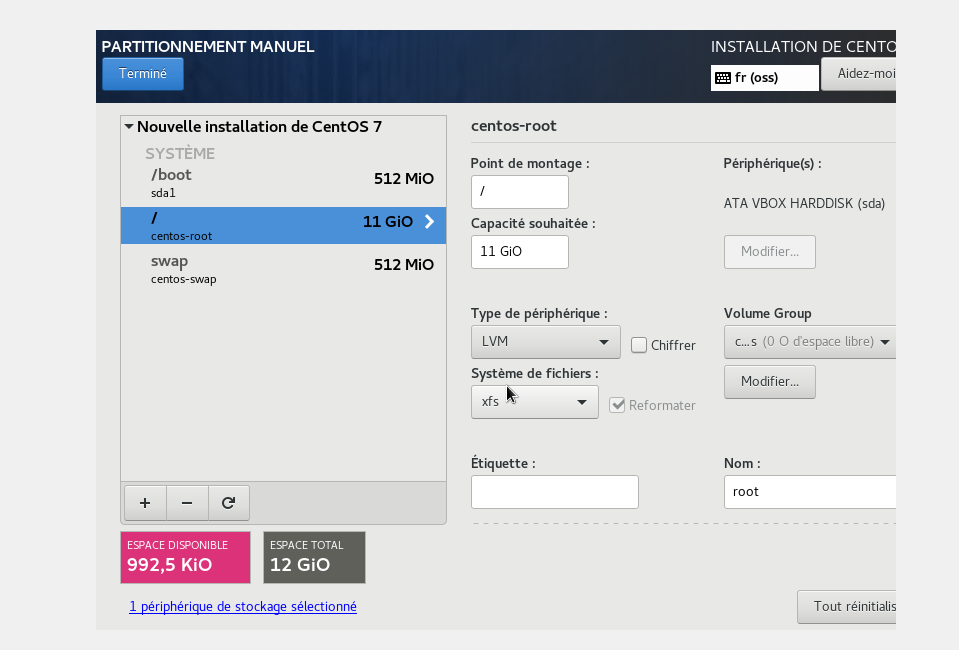 PARTITIONNEMENT MANUEL
INSTALLATION DE CENTO
Terminé
fr (oss)
Aidez-moi
Nouvelle installation de CentOS 7
SYSTÈME
/boot
512 MiO
sda1
/
11 GiO
centos-root
swap
512 MiO
centos-swap
+
−
ESPACE DISPONIBLE
992,5 KiO
ESPACE TOTAL
12 GiO
1 périphérique de stockage sélectionné
centos-root
Point de montage :
/
Périphérique(s) :
ATA VBOX HARDDISK (sda)
Capacité souhaitée :
11 GiO
Modifier...
Type de périphérique :
LVM
Chiffrer
Volume Group
c...s (0 O d'espace libre)
Modifier...
Système de fichiers :
xfs
Reformater
Étiquette :
Nom :
root
Tout réinitialis